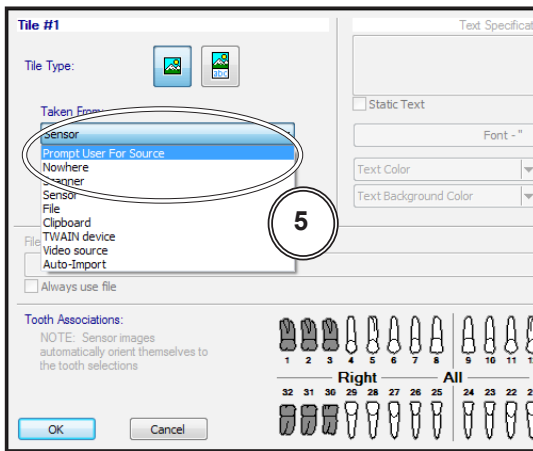 Tile #1
Text Specificat
Tile Type:
abc
Taken From:
Static Text
Sensor
Font - "
Prompt User For Source
Nowhere
Scanner
Sensor
File
Clipboard
TWAIN device
Video source
Auto-Import
Text Color
Text Background Color
5
File
Always use file
Tooth Associations:
NOTE: Sensor images
automatically orient themselves to
the tooth selections
1 2 3 4 5 6 7 8 9 10 11
Right All
32 31 30 29 28 27 26 25 24 23 22
OK Cancel